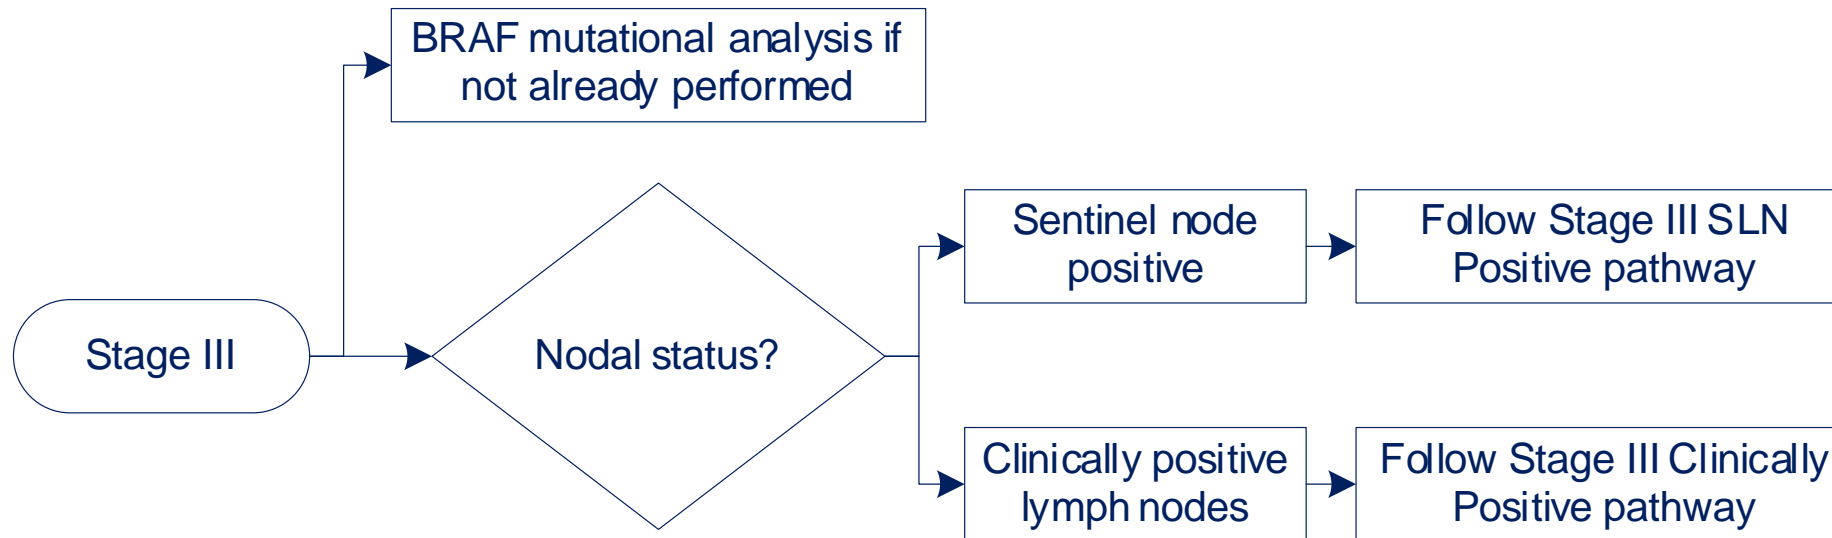 BRAF mutational analysis if
not already performed
Stage III
Nodal status?
Sentinel node
positive
Follow Stage III SLN
Positive pathway
Clinically positive
lymph nodes
Follow Stage III Clinically
Positive pathway